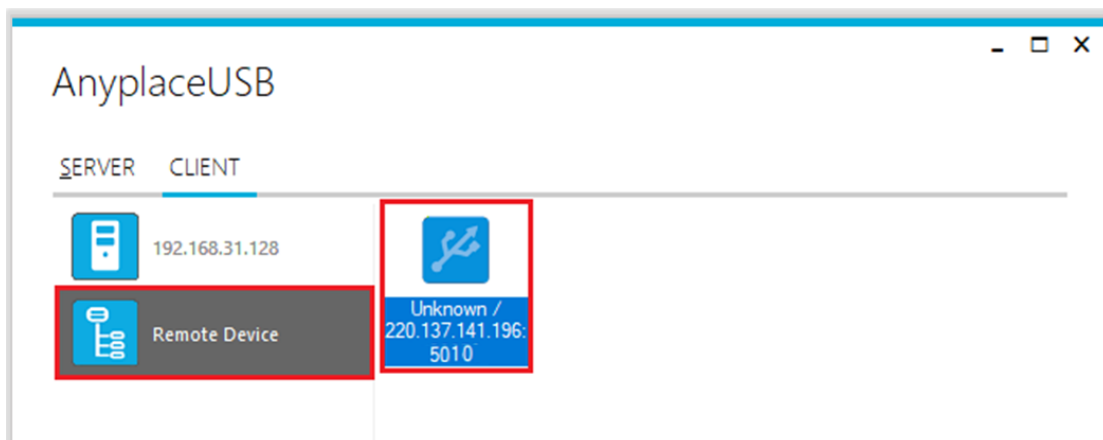 AnyplaceUSB
SERVER CLIENT
192.168.31.128
Remote Device
Unknown /
220.137.141.196:
5010